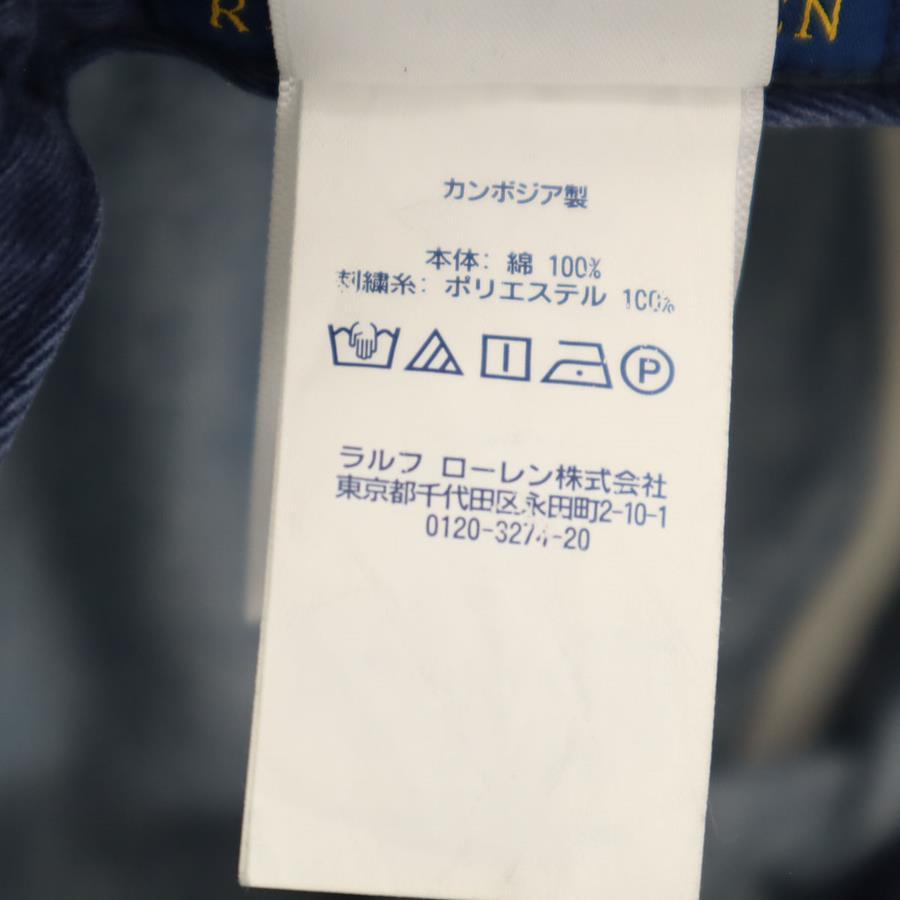 カンボジア製
本体: 綿 100%
刺繍糸: ポリエステル 100%
P
ラルフ ローレン株式会社
東京都千代田区永田町2-10-1
0120-3274-20